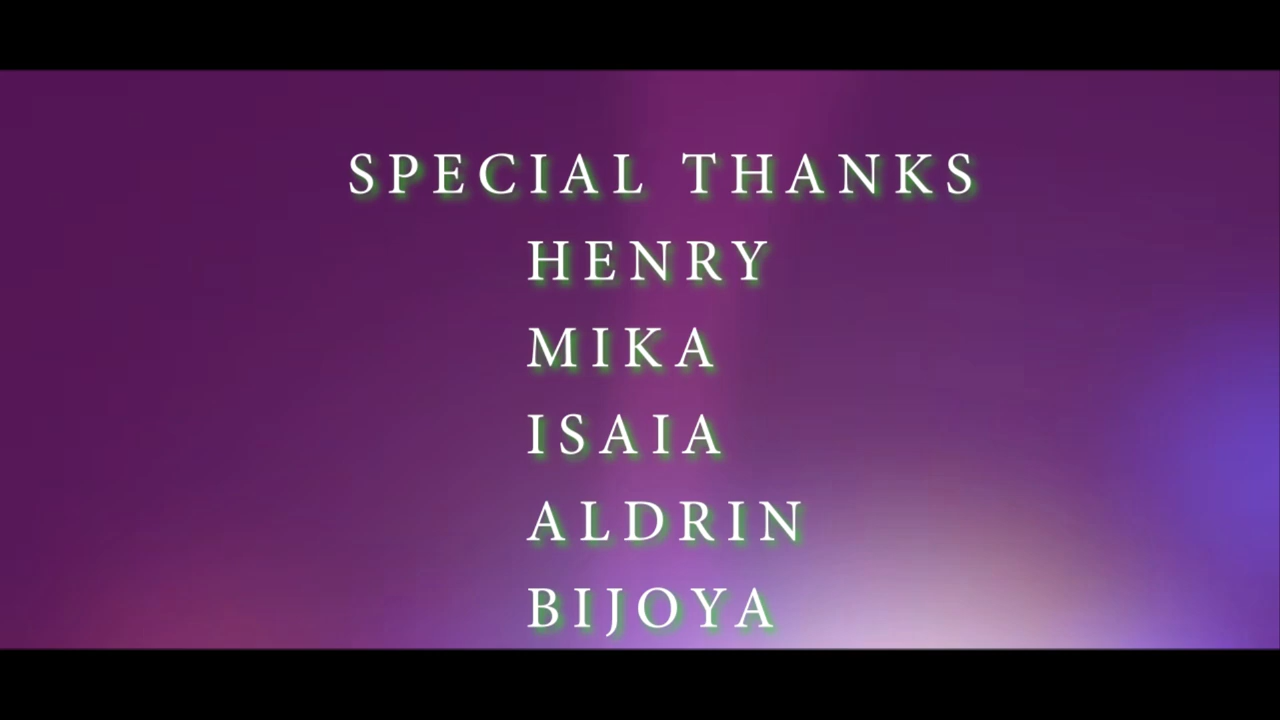 SPECIAL THANKS
HENRY
MIKA
ISAIA
ALDRIN
BIJOYA